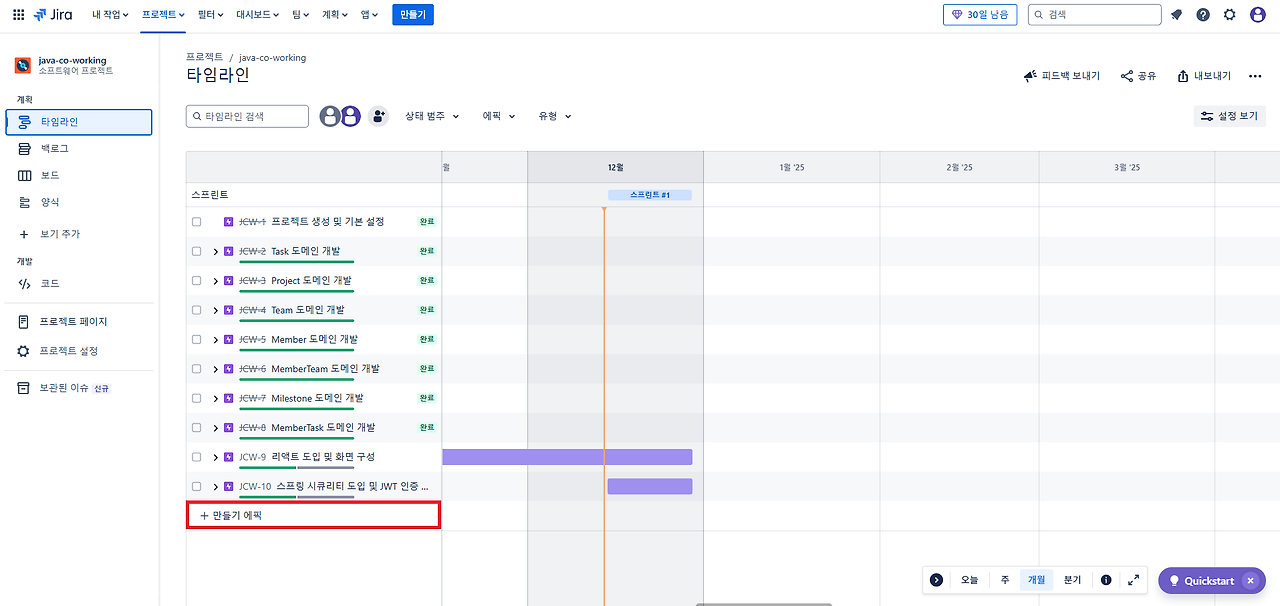 Jira 내 작업 프로젝트 필터 대시보드 팀 계획 앱 만들기 30일 남음 검색
java-co-working
소프트웨어 프로젝트
계획
타임라인
백로그
보드
양식
보기 추가
개발
코드
프로젝트 페이지
프로젝트 설정
보관된 이슈 신규
프로젝트 / java-co-working
타임라인
피드백 보내기 공유 내보내기
타임라인 검색 상태 범주 에픽 유형 설정 보기
월 12월 1월 '25 2월 '25 3월 '25
스프린트 스프린트 #1
JCW-1 프로젝트 생성 및 기본 설정 완료
JCW-2 Task 도메인 개발 완료
JCW-3 Project 도메인 개발 완료
JCW-4 Team 도메인 개발 완료
JCW-5 Member 도메인 개발 완료
JCW-6 MemberTeam 도메인 개발 완료
JCW-7 Milestone 도메인 개발 완료
JCW-8 MemberTask 도메인 개발 완료
JCW-9 리액트 도입 및 화면 구성
JCW-10 스프링 시큐리티 도입 및 JWT 인증 ...
+ 만들기 에픽
오늘 주 개월 분기 Quickstart